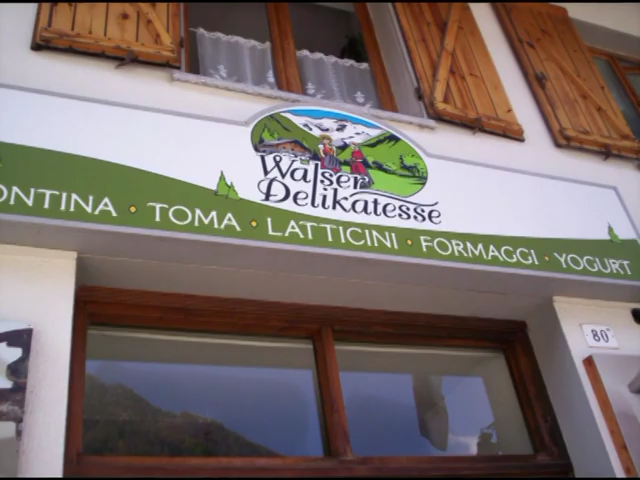 Walser
Delikatesse
ONTINA • TOMA • LATTICINI • FORMAGGI • YOGURT
80